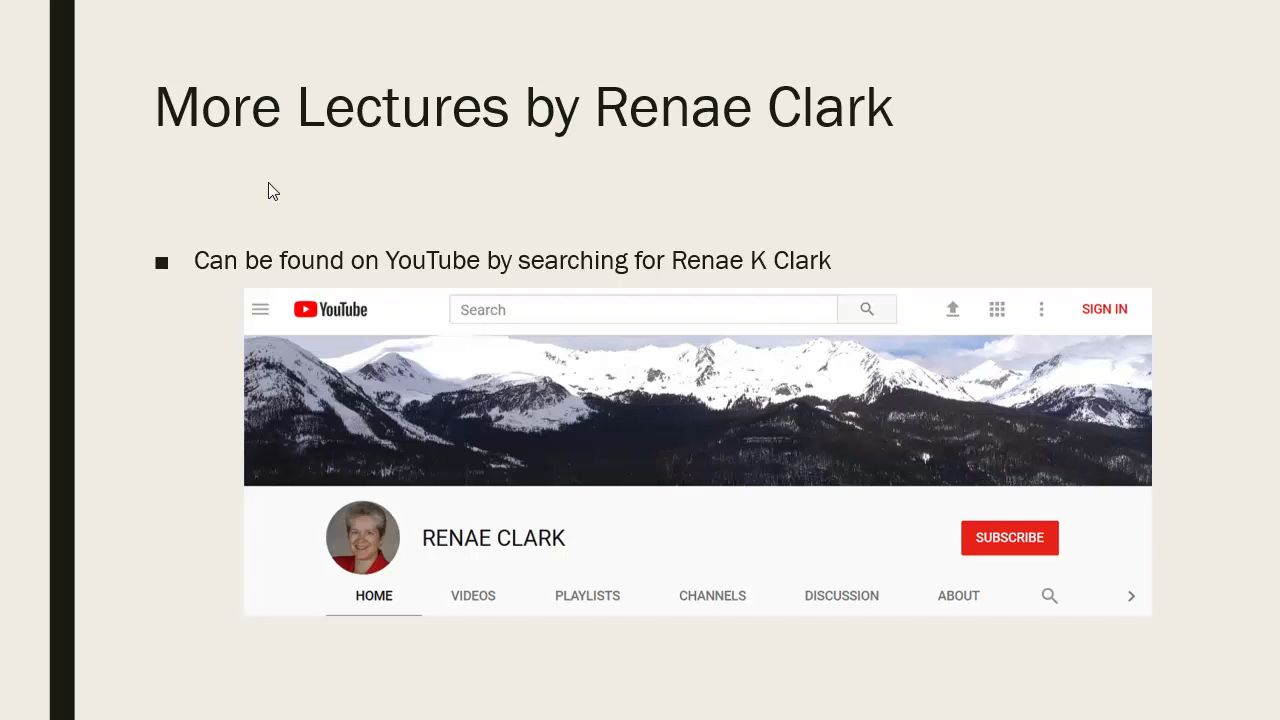 More Lectures by Renae Clark
■ Can be found on YouTube by searching for Renae K Clark
YouTube Search SIGN IN
RENAE CLARK SUBSCRIBE
HOME VIDEOS PLAYLISTS CHANNELS DISCUSSION ABOUT